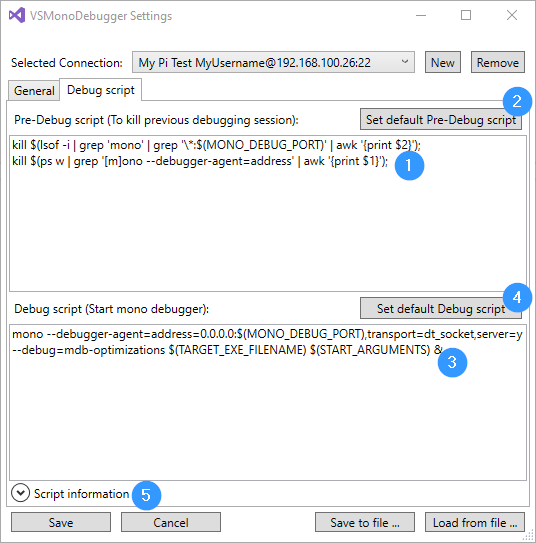 VSMonoDebugger Settings
Selected Connection: My Pi Test MyUsername@192.168.100.26:22 New Remove
General Debug script
2
Pre-Debug script (To kill previous debugging session): Set default Pre-Debug script
kill $(lsof -i | grep 'mono' | grep '\*:$(MONO_DEBUG_PORT)' | awk '{print $2}');
kill $(ps w | grep '[m]ono --debugger-agent=address' | awk '{print $1}'); 1
4
Debug script (Start mono debugger): Set default Debug script
mono --debugger-agent=address=0.0.0.0:$(MONO_DEBUG_PORT),transport=dt_socket,server=y
--debug=mdb-optimizations $(TARGET_EXE_FILENAME) $(START_ARGUMENTS) &
3
Script information 5
Save Cancel Save to file ... Load from file ...